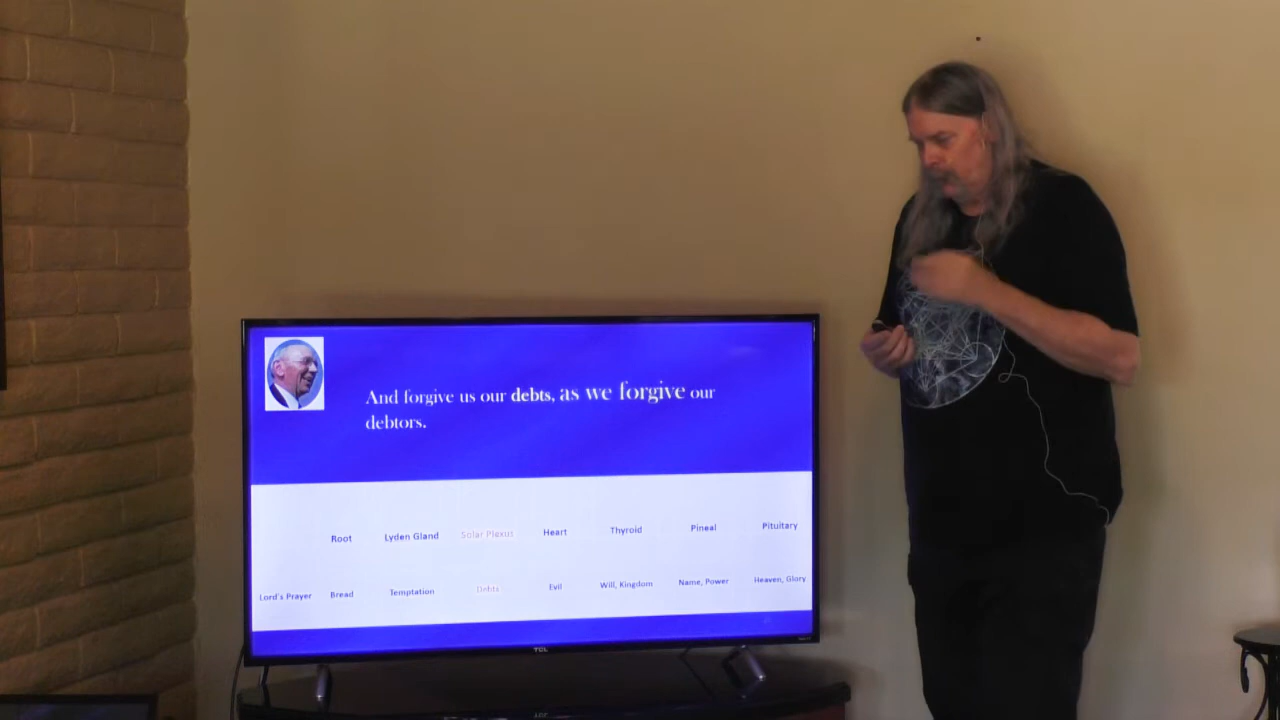 And forgive us our debts, as we forgive our
debtors.
Root Lyden Gland Solar Plexus Heart Thyroid Pineal Pituitary
Lord's Prayer Bread Temptation Debts Evil Will, Kingdom Name, Power Heaven, Glory
TCL